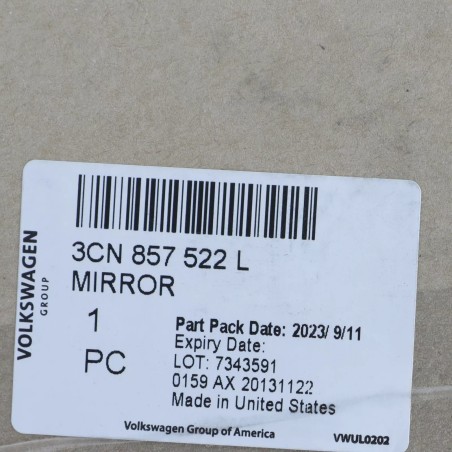 VOLKSWAGEN
GROUP
3CN 857 522 L
MIRROR
1
PC
Part Pack Date: 2023/ 9/11
Expiry Date:
LOT: 7343591
0159 AX 20131122
Made in United States
Volkswagen Group of America
VWUL0202